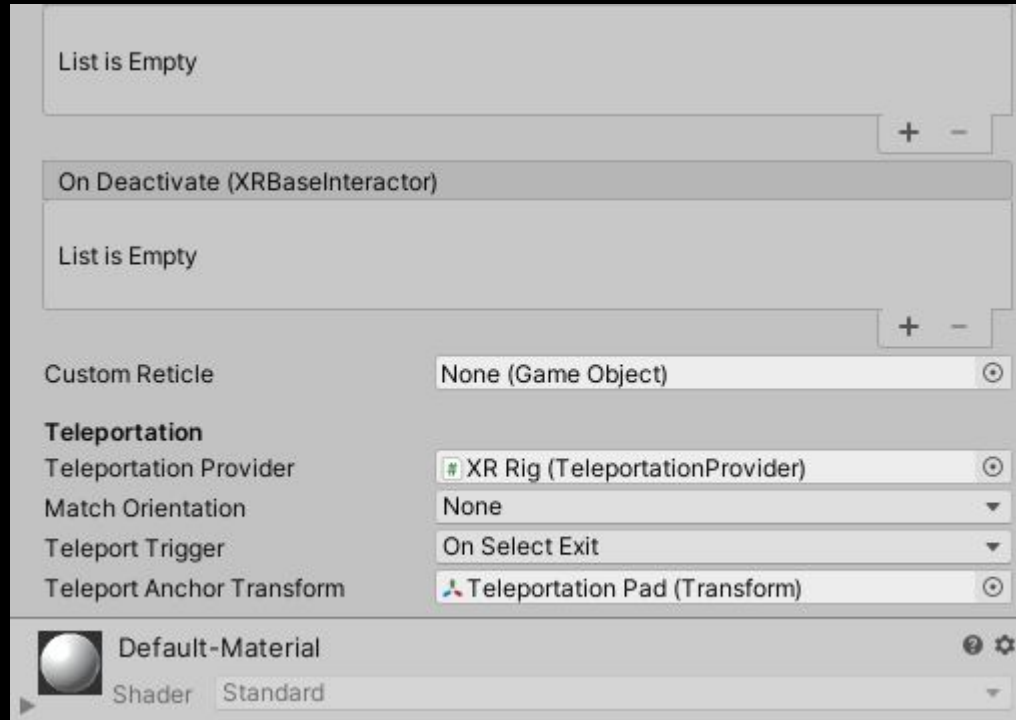 List is Empty
+ −
On Deactivate (XRBaseInteractor)
List is Empty
+ −
Custom Reticle None (Game Object)
Teleportation
Teleportation Provider # XR Rig (TeleportationProvider)
Match Orientation None
Teleport Trigger On Select Exit
Teleport Anchor Transform Teleportation Pad (Transform)
Default-Material
Shader Standard